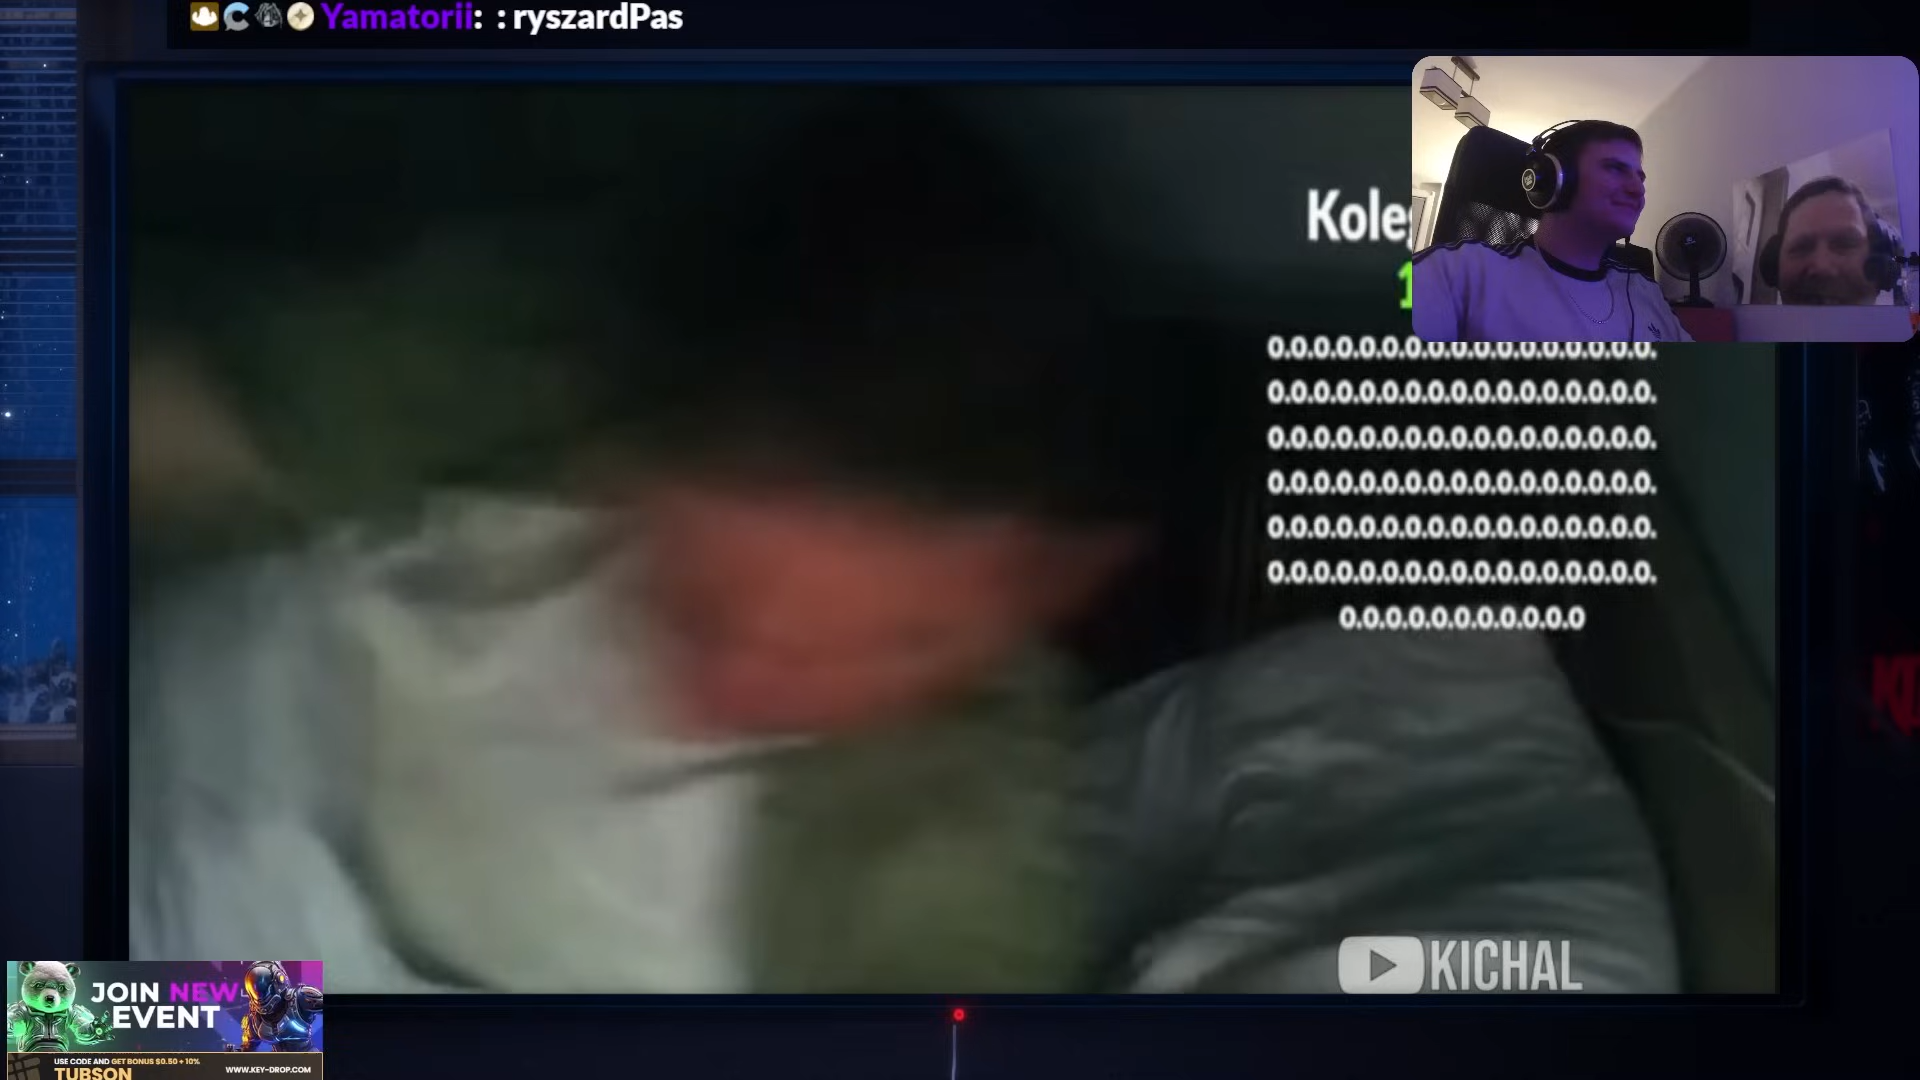 Yamatorii: : ryszardPas
Koleg
1
0.0.0.0.0.0.0.0.0.0.0.0.0.0.0.0.0.
0.0.0.0.0.0.0.0.0.0.0.0.0.0.0.0.0.
0.0.0.0.0.0.0.0.0.0.0.0.0.0.0.0.0.
0.0.0.0.0.0.0.0.0.0.0.0.0.0.0.0.0.
0.0.0.0.0.0.0.0.0.0.0.0.0.0.0.0.0.
0.0.0.0.0.0.0.0.0.0.0.0.0.0.0.0.0.
0.0.0.0.0.0.0.0.0.0.0
KICHAL
JOIN NEW
EVENT
USE CODE AND GET BONUS $0.50 + 10%
TUBSON
WWW.KEY-DROP.COM